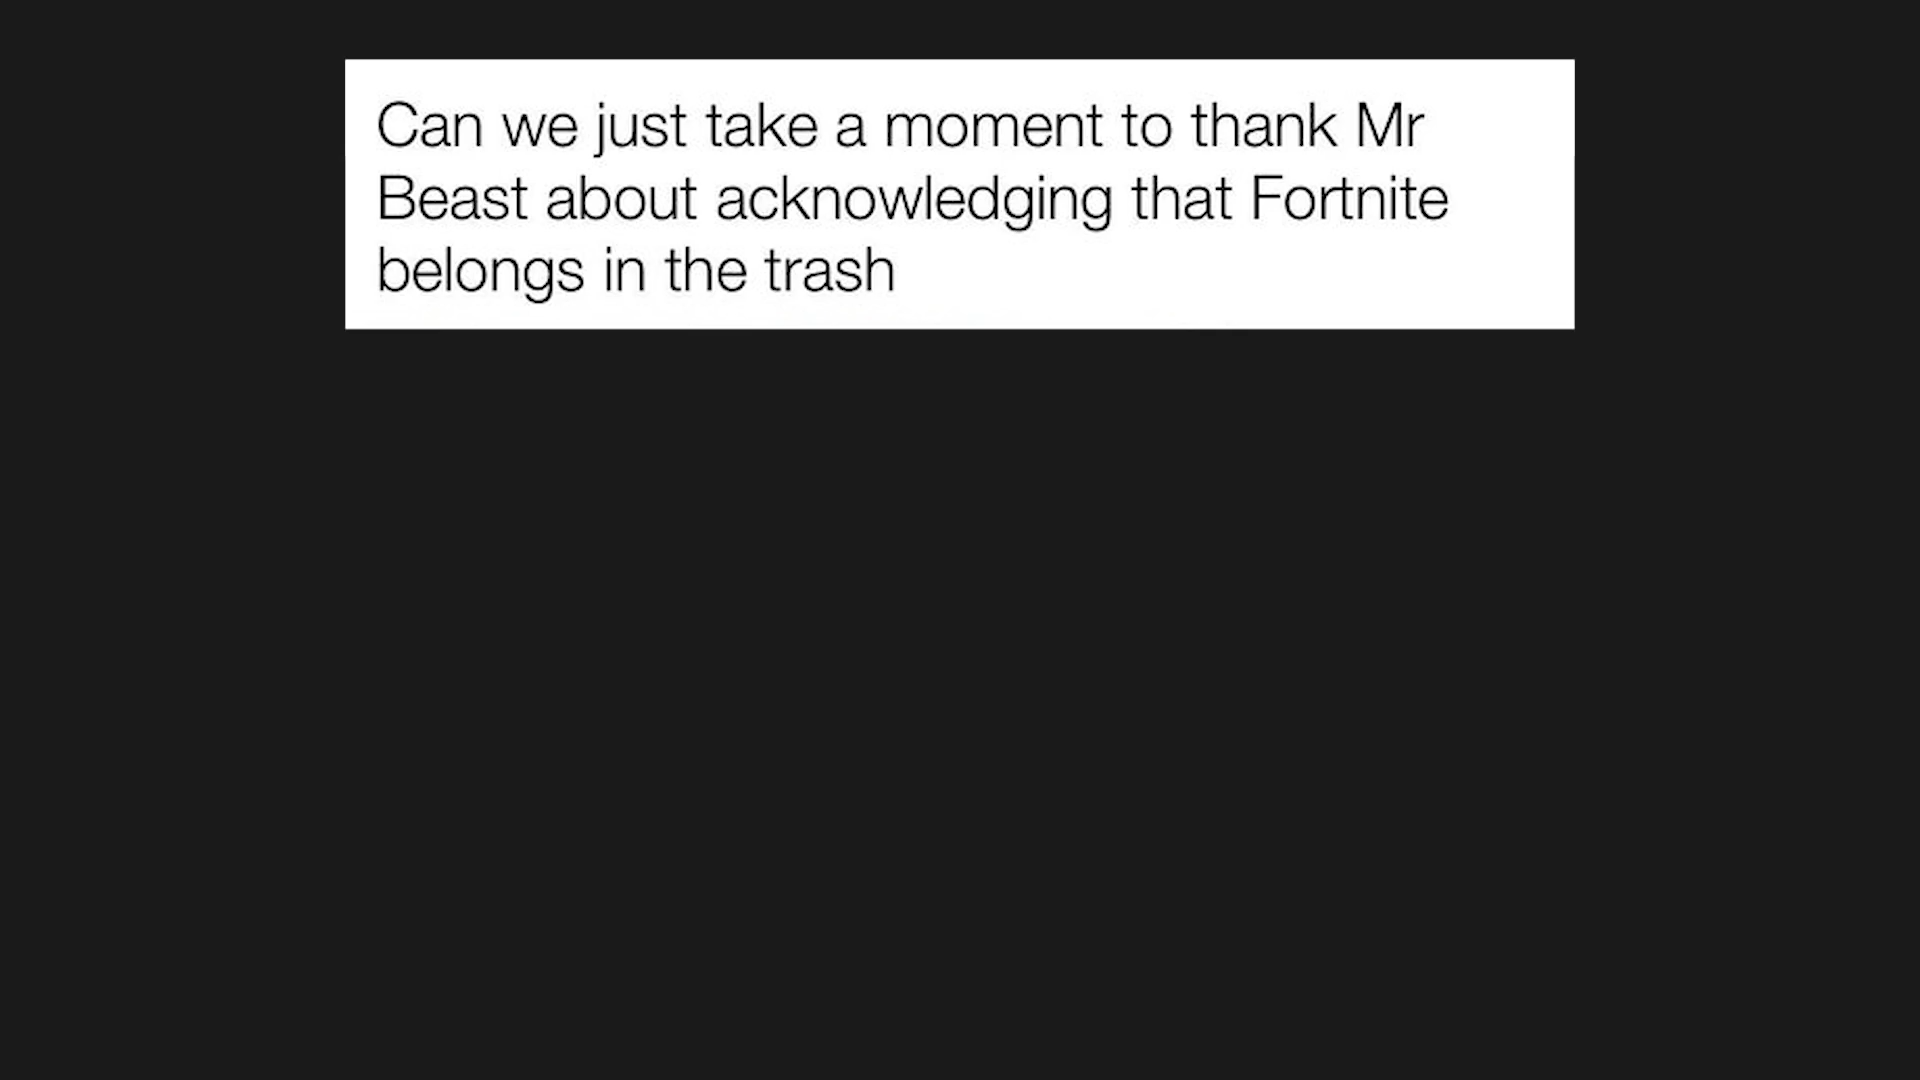 Can we just take a moment to thank Mr
Beast about acknowledging that Fortnite
belongs in the trash